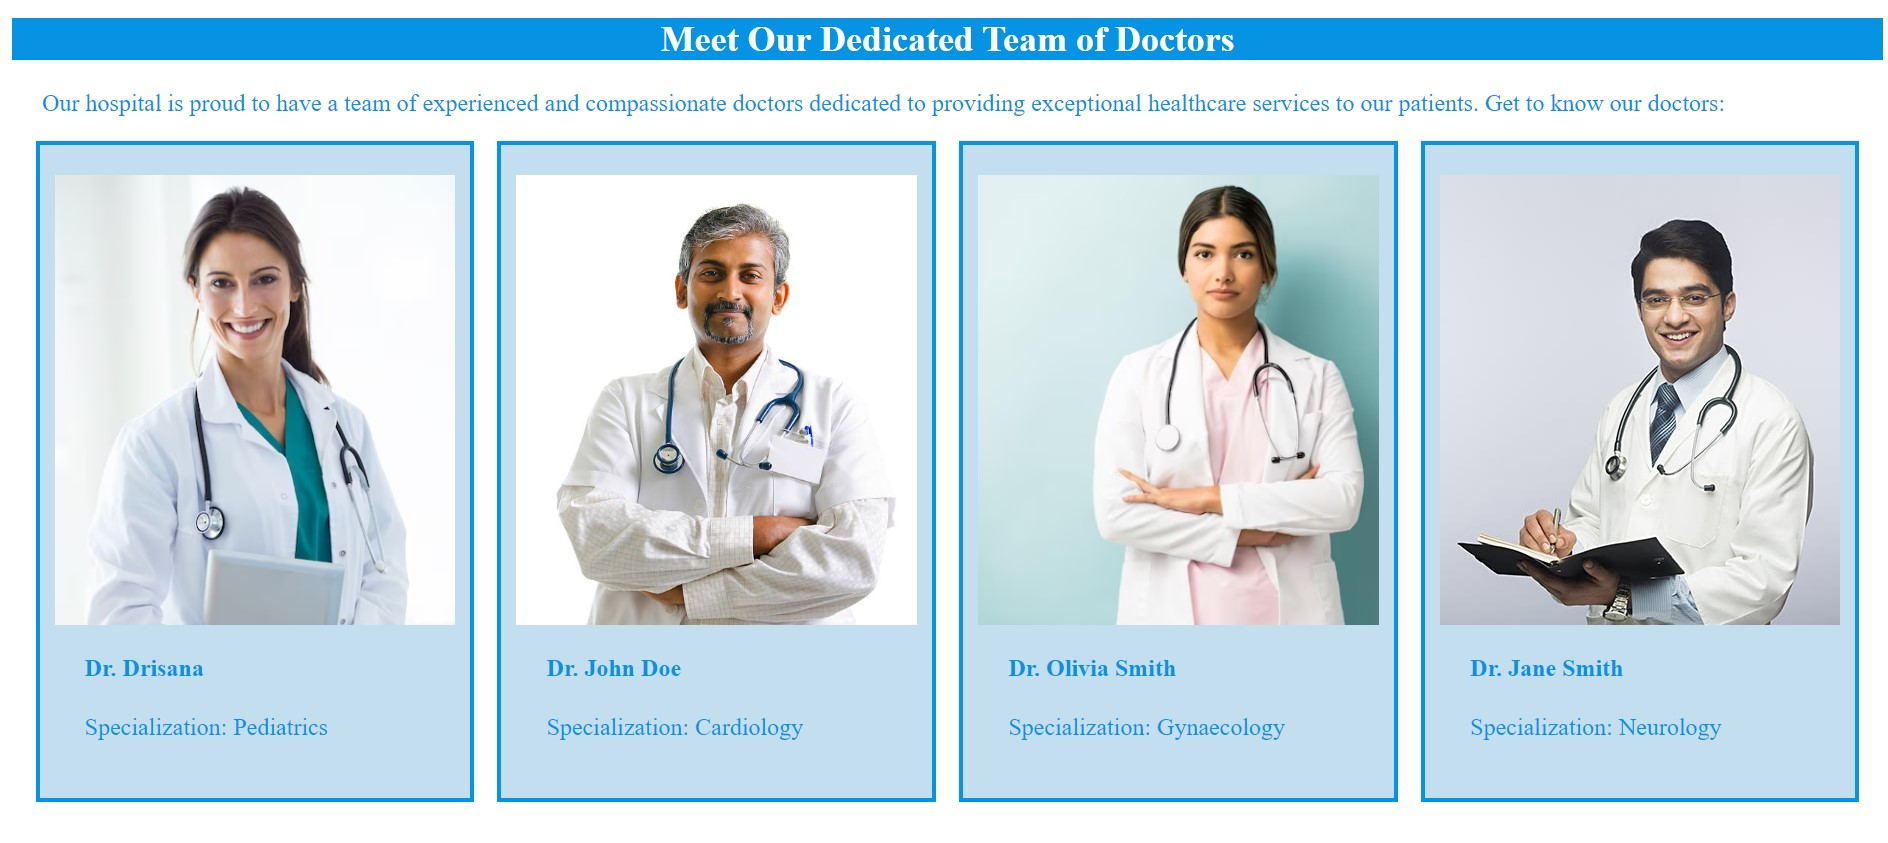 Meet Our Dedicated Team of Doctors
Our hospital is proud to have a team of experienced and compassionate doctors dedicated to providing exceptional healthcare services to our patients. Get to know our doctors:
Dr. Drisana
Specialization: Pediatrics
Dr. John Doe
Specialization: Cardiology
Dr. Olivia Smith
Specialization: Gynaecology
Dr. Jane Smith
Specialization: Neurology